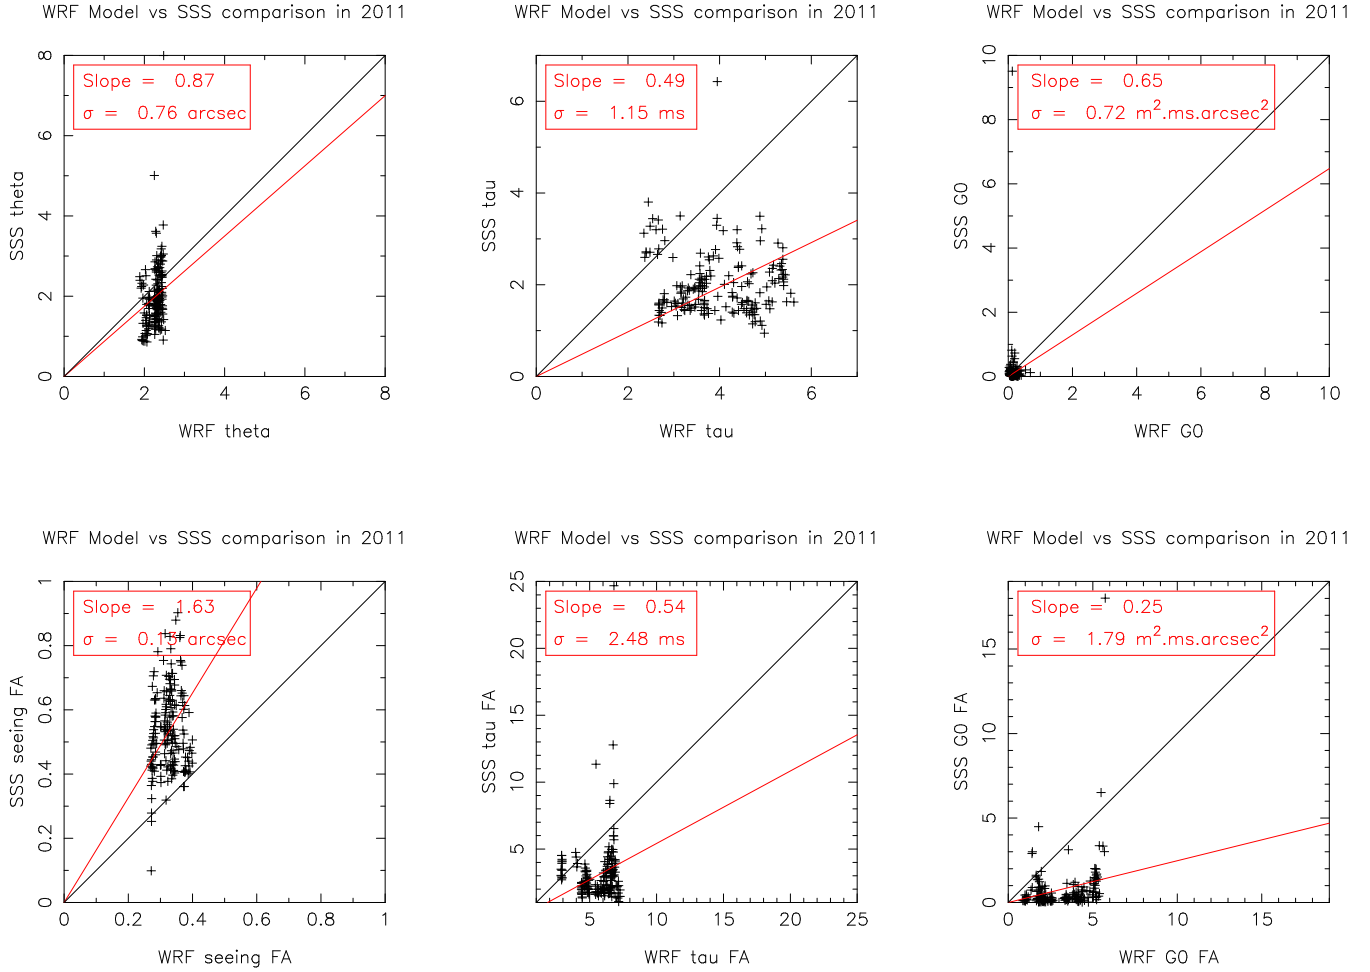 WRF Model vs SSS comparison in 2011
Slope = 0.87
σ = 0.76 arcsec
SSS theta
0 2 4 6 8
0 2 4 6 8
WRF theta
WRF Model vs SSS comparison in 2011
Slope = 0.49
σ = 1.15 ms
SSS tau
0 2 4 6
0 2 4 6
WRF tau
WRF Model vs SSS comparison in 2011
Slope = 0.65
σ = 0.72 m².ms.arcsec²
SSS G0
0 2 4 6 8 10
0 2 4 6 8 10
WRF G0
WRF Model vs SSS comparison in 2011
Slope = 1.63
σ = 0.13 arcsec
SSS seeing FA
0 0.2 0.4 0.6 0.8 1
0 0.2 0.4 0.6 0.8 1
WRF seeing FA
WRF Model vs SSS comparison in 2011
Slope = 0.54
σ = 2.48 ms
SSS tau FA
5 10 15 20 25
5 10 15 20 25
WRF tau FA
WRF Model vs SSS comparison in 2011
Slope = 0.25
σ = 1.79 m².ms.arcsec²
SSS G0 FA
0 5 10 15
0 5 10 15
WRF G0 FA